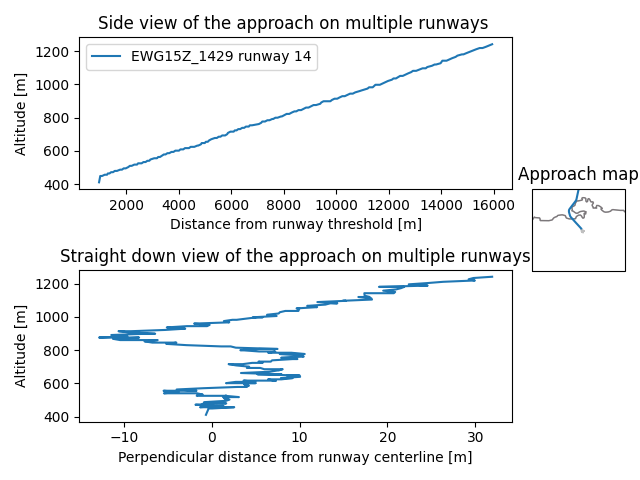 Side view of the approach on multiple runways
Altitude [m]
1200
1000
800
600
400
EWG15Z_1429 runway 14
2000 4000 6000 8000 10000 12000 14000 16000
Distance from runway threshold [m]
Approach map
Straight down view of the approach on multiple runways
Altitude [m]
1200
1000
800
600
400
−10 0 10 20 30
Perpendicular distance from runway centerline [m]